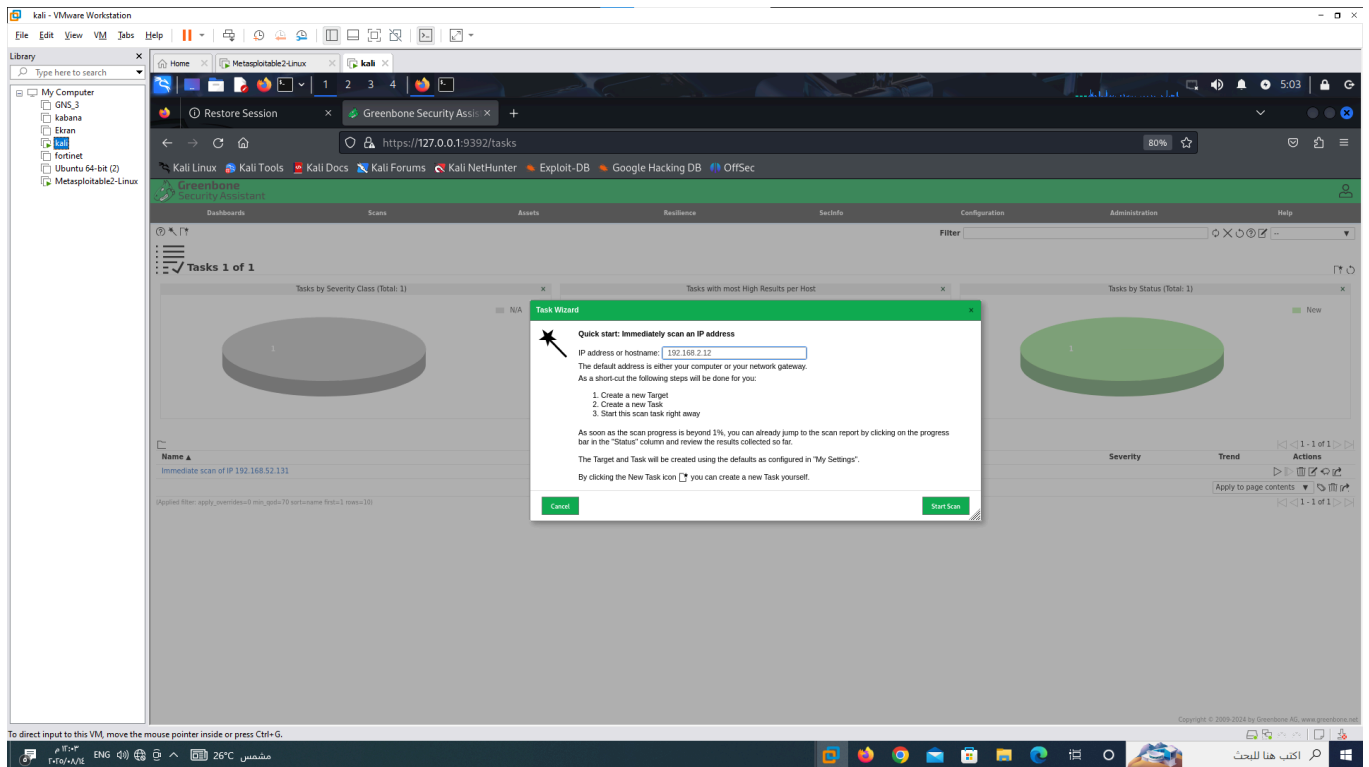 kali - VMware Workstation
File Edit View VM Tabs Help
Library
Type here to search
My Computer
GNS_3
kabana
Ekran
kali
fortinet
Ubuntu 64-bit (2)
Metasploitable2-Linux
Home Metasploitable2-Linux kali
1 2 3 4 5:03
Restore Session Greenbone Security Assis
https://127.0.0.1:9392/tasks 80%
Kali Linux Kali Tools Kali Docs Kali Forums Kali NetHunter Exploit-DB Google Hacking DB OffSec
Greenbone
Security Assistant
Dashboards Scans Assets Resilience SecInfo Configuration Administration Help
Filter --
Tasks 1 of 1
Tasks by Severity Class (Total: 1) Tasks with most High Results per Host Tasks by Status (Total: 1)
N/A New
1 1
Task Wizard
Quick start: Immediately scan an IP address
IP address or hostname: 192.168.2.12
The default address is either your computer or your network gateway.
As a short-cut the following steps will be done for you:
1. Create a new Target
2. Create a new Task
3. Start this scan task right away
As soon as the scan progress is beyond 1%, you can already jump to the scan report by clicking on the progress
bar in the "Status" column and review the results collected so far.
The Target and Task will be created using the defaults as configured in "My Settings".
By clicking the New Task icon you can create a new Task yourself.
Cancel Start Scan
1 - 1 of 1
Name Severity Trend Actions
Immediate scan of IP 192.168.52.131
Apply to page contents
(Applied filter: apply_overrides=0 min_qod=70 sort=name first=1 rows=10) 1 - 1 of 1
Copyright © 2009-2024 by Greenbone AG, www.greenbone.net
To direct input to this VM, move the mouse pointer inside or press Ctrl+G.
١٢:٠٣ م
٢٠٢٥/٠٨/١٤
ENG 26°C مشمس
اكتب هنا للبحث